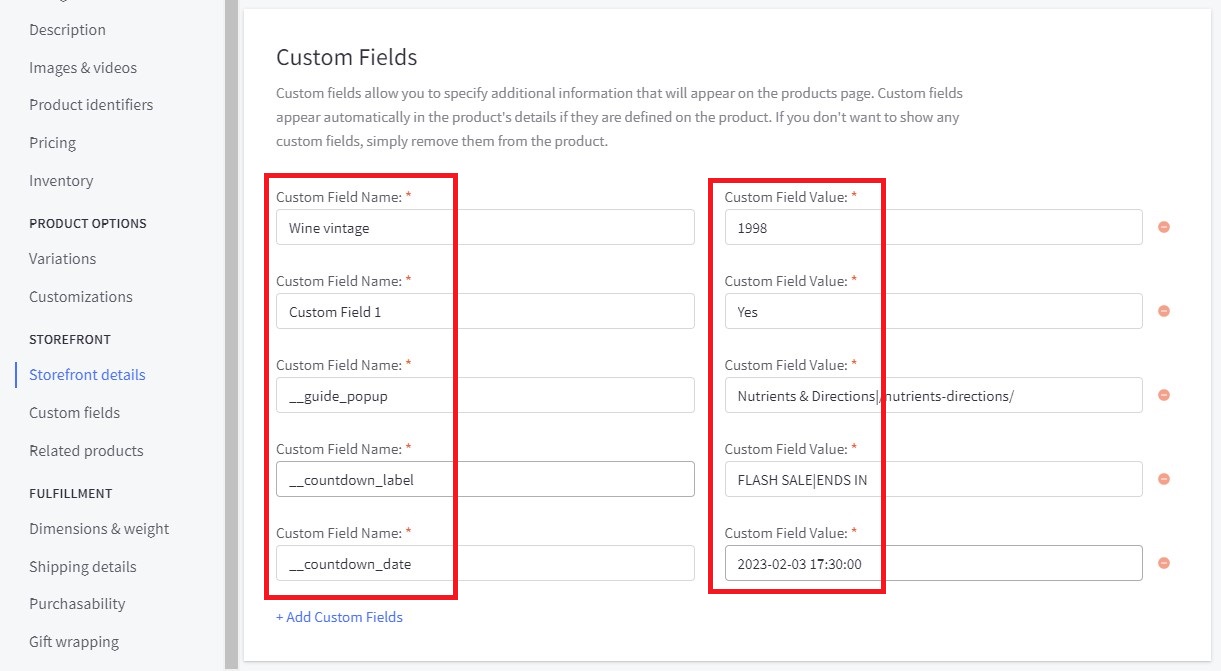 Description
Images & videos
Product identifiers
Pricing
Inventory
PRODUCT OPTIONS
Variations
Customizations
STOREFRONT
Storefront details
Custom fields
Related products
FULFILLMENT
Dimensions & weight
Shipping details
Purchasability
Gift wrapping
Custom Fields
Custom fields allow you to specify additional information that will appear on the products page. Custom fields
appear automatically in the product's details if they are defined on the product. If you don't want to show any
custom fields, simply remove them from the product.
Custom Field Name: * Custom Field Value: *
Wine vintage 1998
Custom Field Name: * Custom Field Value: *
Custom Field 1 Yes
Custom Field Name: * Custom Field Value: *
__guide_popup Nutrients & Directions|/nutrients-directions/
Custom Field Name: * Custom Field Value: *
__countdown_label FLASH SALE|ENDS IN
Custom Field Name: * Custom Field Value: *
__countdown_date 2023-02-03 17:30:00
+ Add Custom Fields